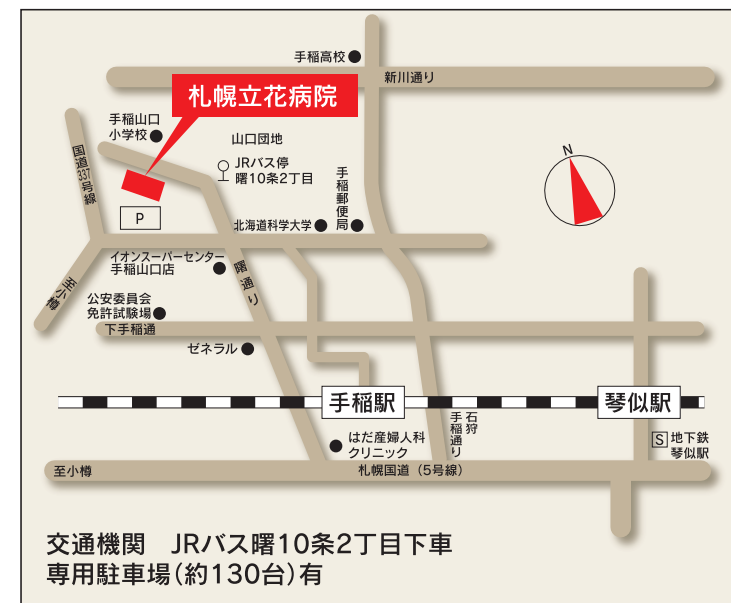 手稲高校
新川通り
札幌立花病院
手稲山口
小学校
山口団地
JRバス停
曙10条2丁目
国道337号線
手稲郵便局
N
P
北海道科学大学
イオンスーパーセンター
手稲山口店
曙通り
至小樽
公安委員会
免許試験場
下手稲通
ゼネラル
手稲駅
琴似駅
石狩
手稲通り
S 地下鉄
琴似駅
はだ産婦人科
クリニック
至小樽
札幌国道（5号線）
交通機関　JRバス曙10条2丁目下車
専用駐車場（約130台）有